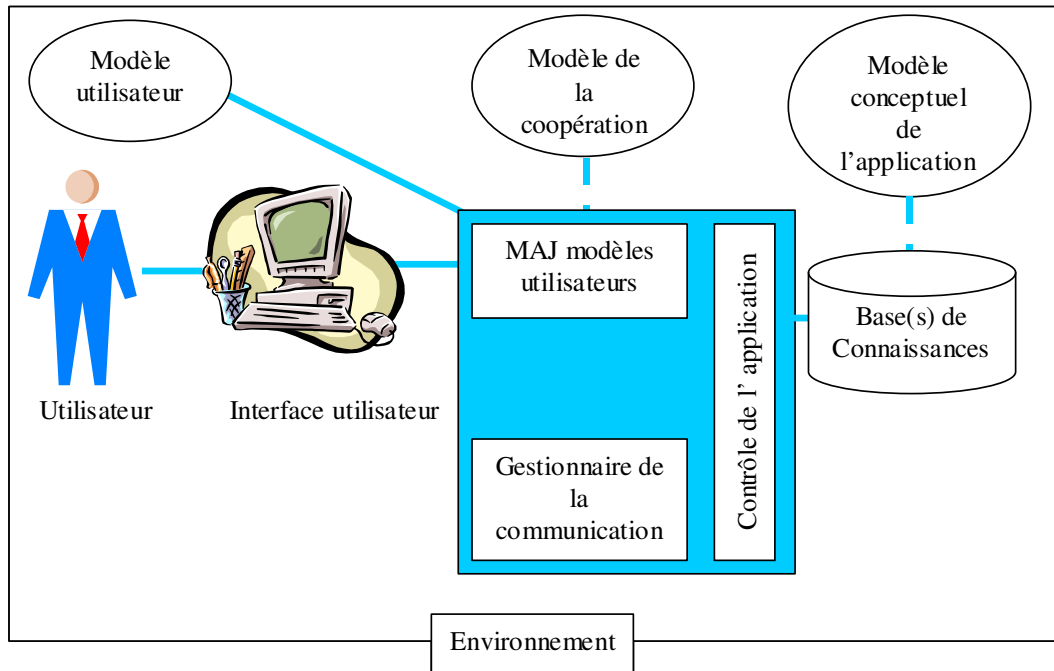 Modèle
utilisateur
Modèle de
la
coopération
Modèle
conceptuel
de
l'application
MAJ modèles
utilisateurs
Contrôle de l' application
Base(s) de
Connaissances
Utilisateur
Interface utilisateur
Gestionnaire de
la
communication
Environnement